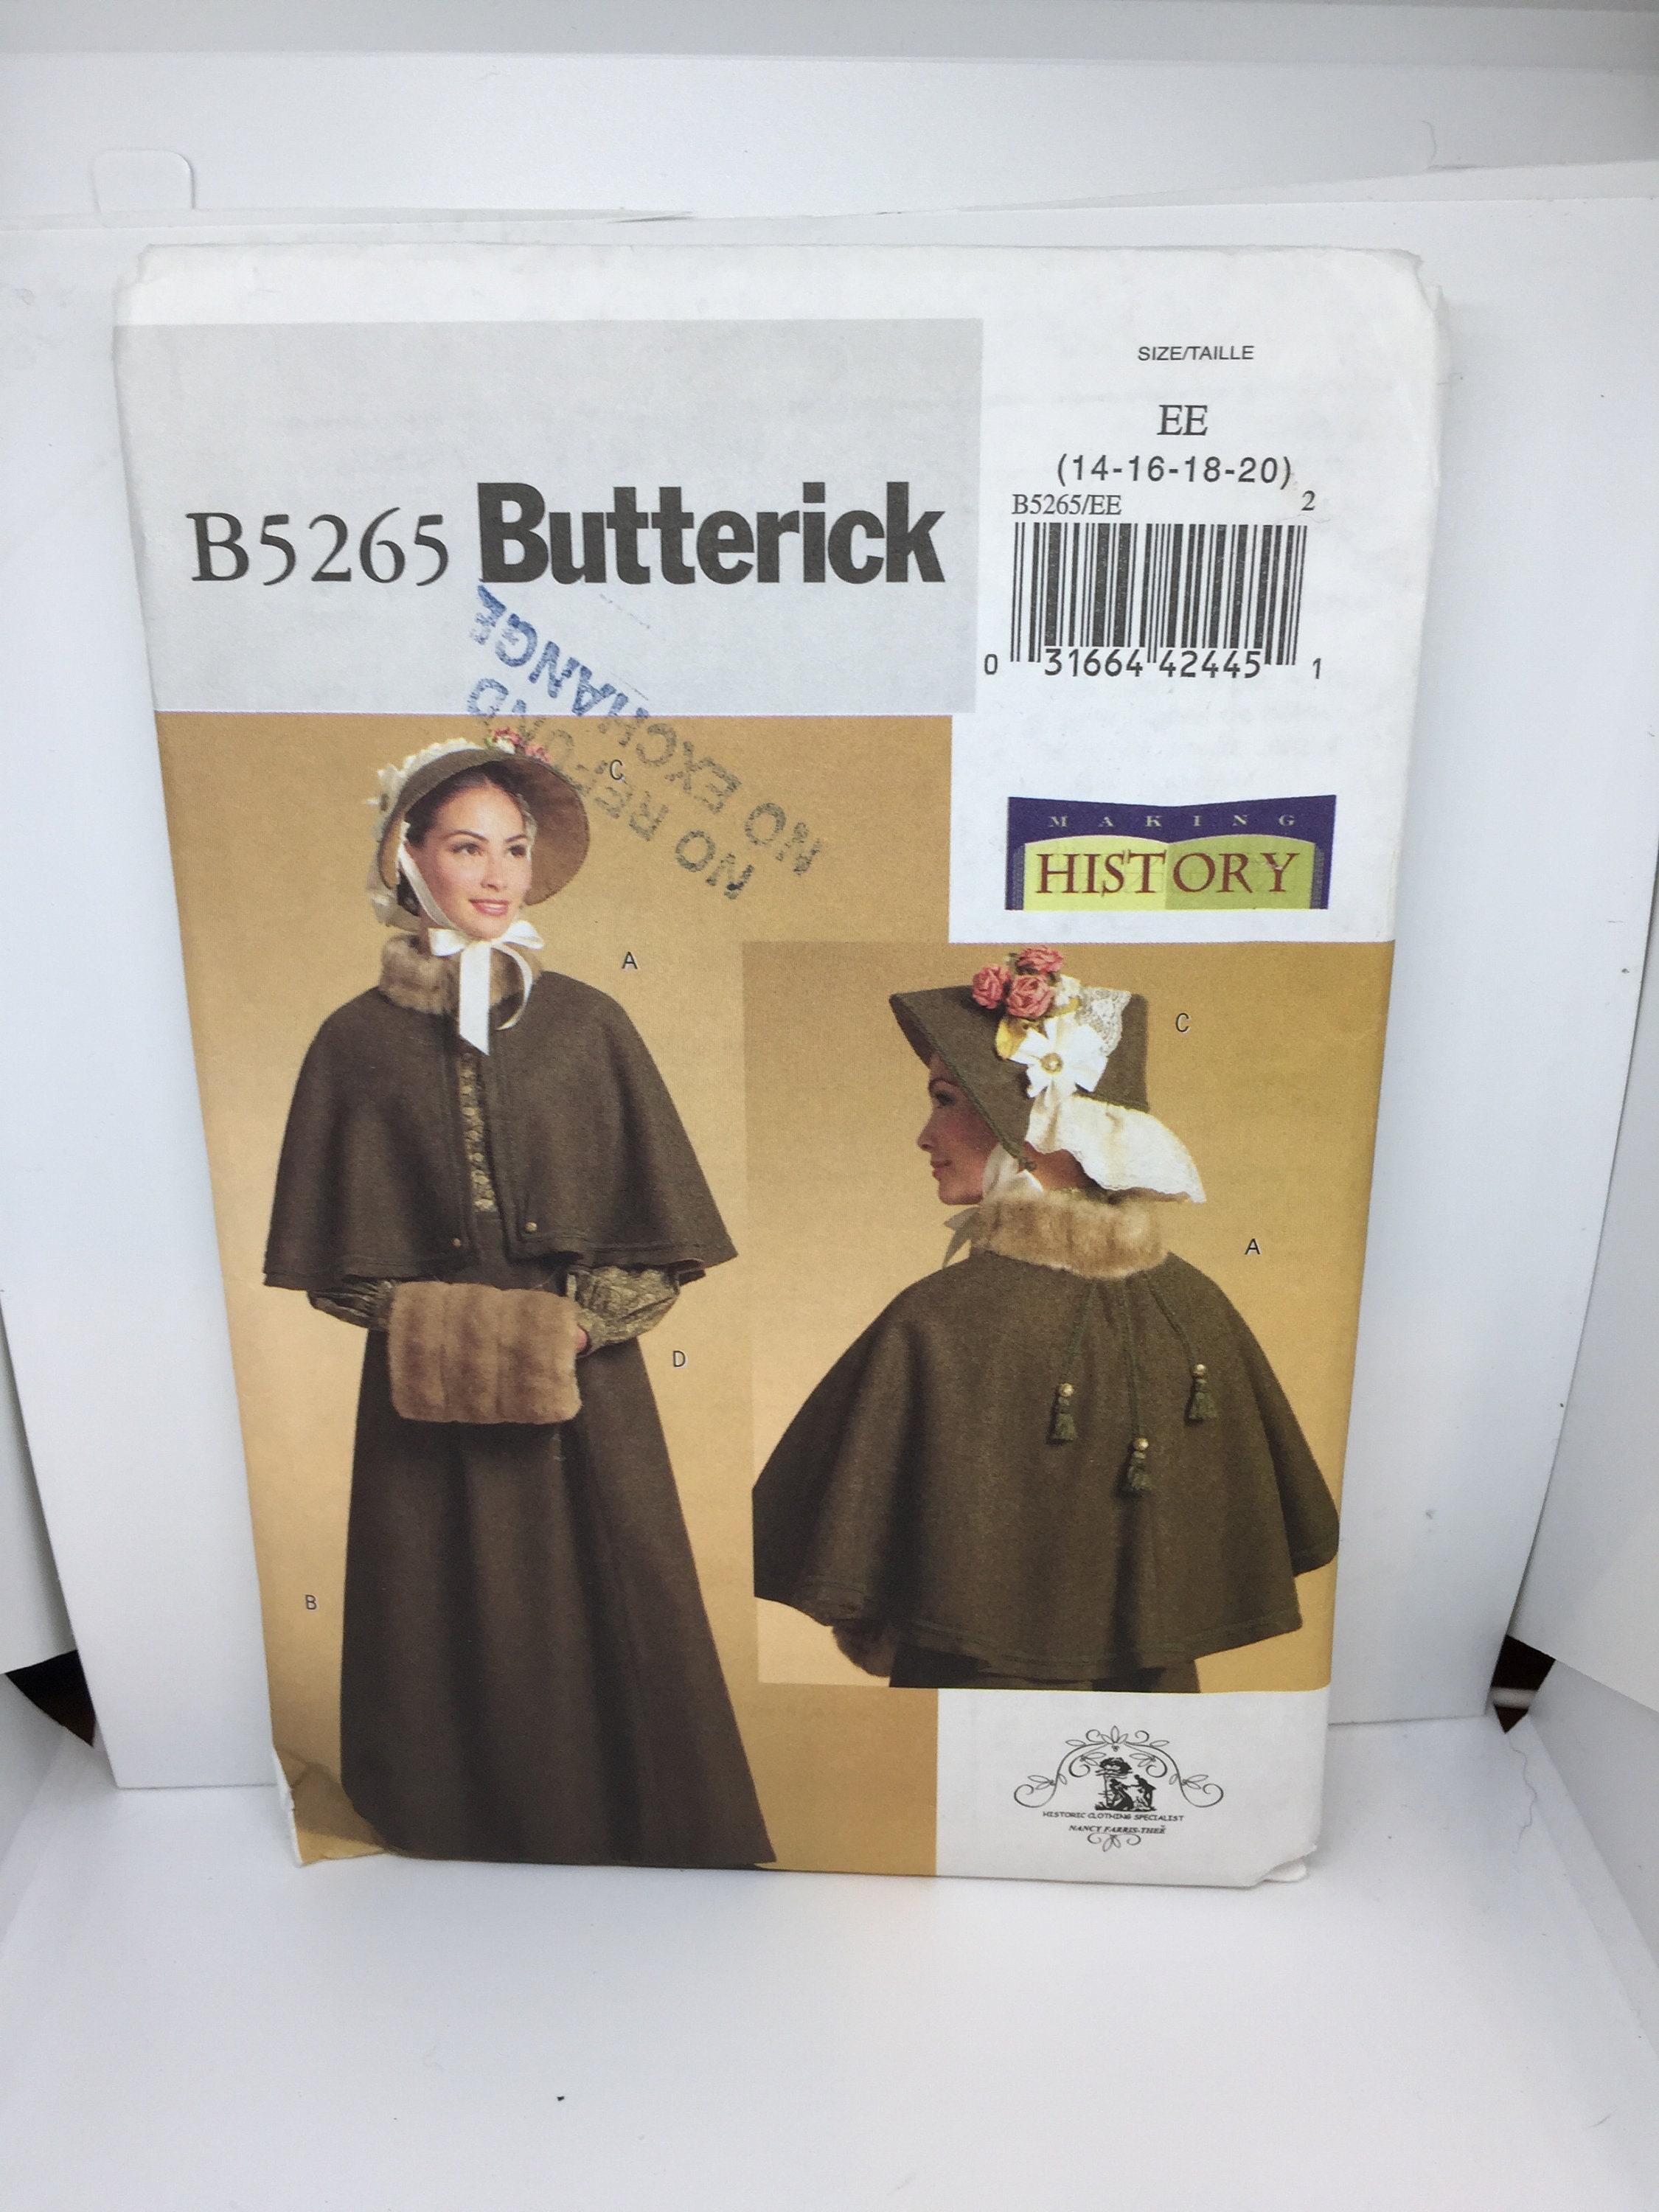 SIZE/TAILLE
EE
(14-16-18-20)
B5265/EE 2
0 31664 42445 1
B5265 Butterick
NO REFUND
NO EXCHANGE
MAKING
HISTORY
C
A
D
B
C
A
HISTORIC CLOTHING SPECIALIST
NANCY FARRIS-THEÉ